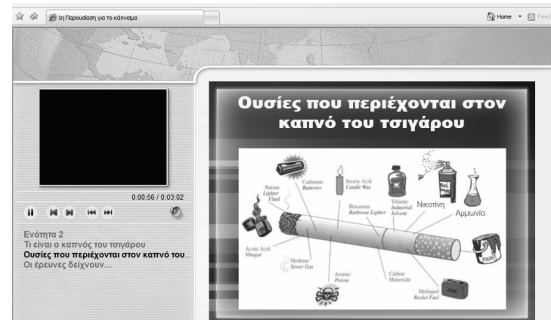 1η Παρουσίαση για το κάπνισμα
Home
Feed
Ουσίες που περιέχονται στον
καπνό του τσιγάρου
0:00:56 / 0:03:02
Ενότητα 2
Τι είναι ο καπνός του τσιγάρου
Ουσίες που περιέχονται στον καπνό του...
Οι έρευνες δείχνουν...
Cadmium
Batteries
Stearic Acid
Candle Wax
Butane
Lighter
Fluid
Hexamine
Barbecue Lighter
Toluene
Industrial
Solvent
Νικοτίνη
Αμμωνία
Acetic Acid
Vinegar
Methane
Sewer Gas
Arsenic
Poison
Carbon
Monoxide
Methanol
Rocket Fuel
PAINT